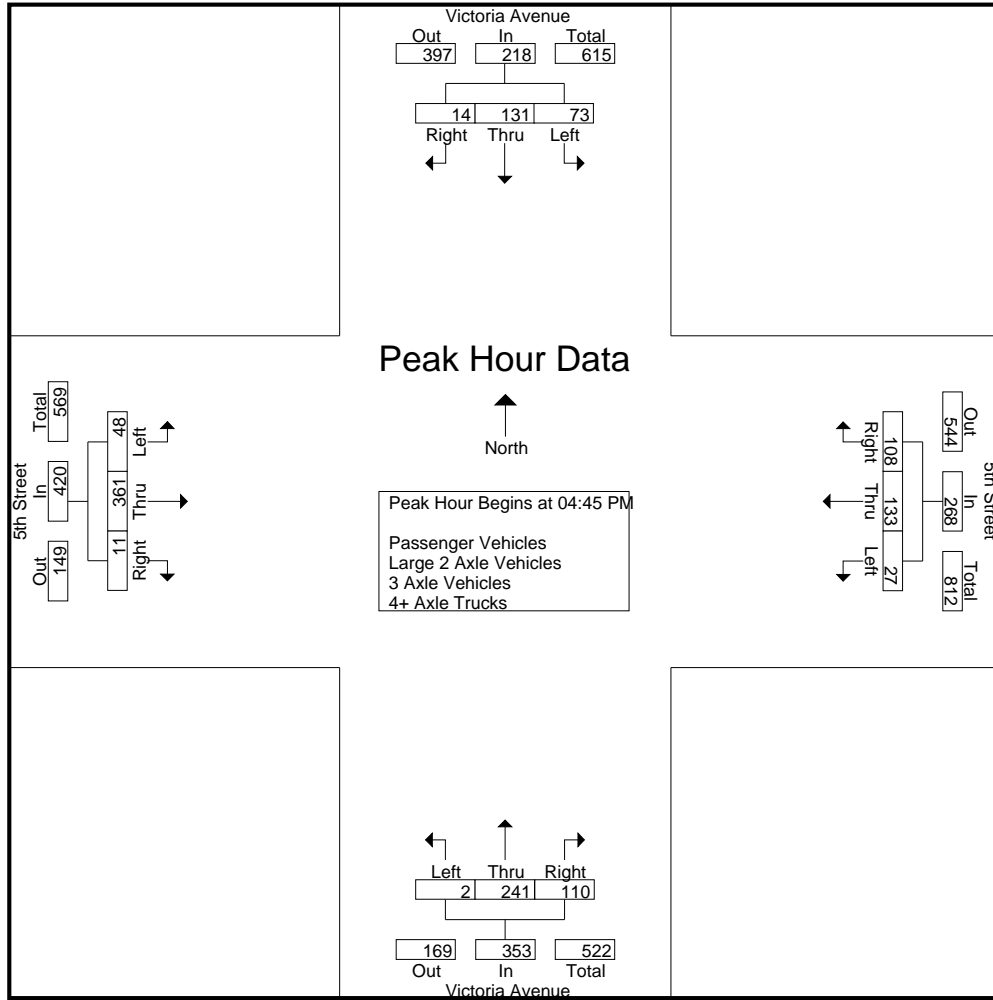 Victoria Avenue
Out In Total
397 218 615
14 131 73
Right Thru Left
Peak Hour Data
North
Peak Hour Begins at 04:45 PM
Passenger Vehicles
Large 2 Axle Vehicles
3 Axle Vehicles
4+ Axle Trucks
5th Street
Total In Out
569 420 149
48 361 11
Left Thru Right
Right Thru Left
108 133 27
Out In Total
544 268 812
5th Street
Left Thru Right
2 241 110
169 353 522
Out In Total
Victoria Avenue